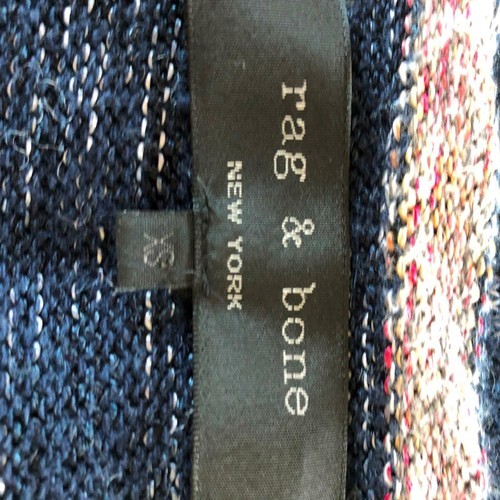 rag & bone
NEW YORK
XS